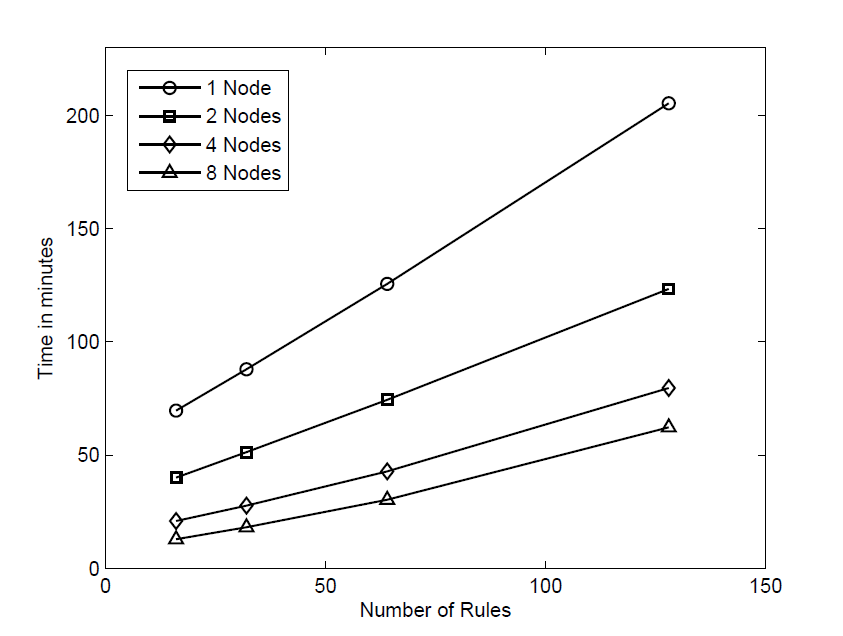 1 Node
2 Nodes
4 Nodes
8 Nodes
200
150
100
50
0
Time in minutes
0 50 100 150
Number of Rules